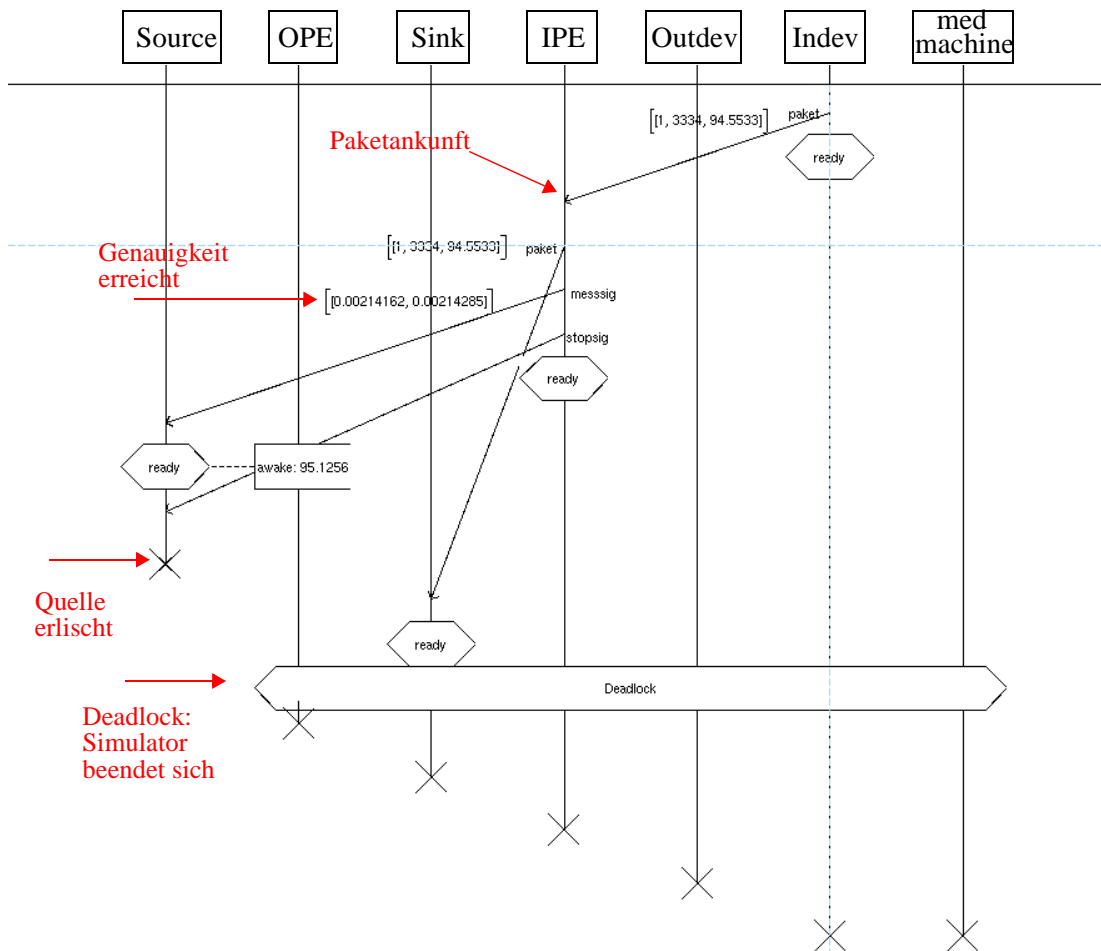 Source
OPE
Sink
IPE
Outdev
Indev
med
machine
[[1, 3334, 94.5533]]
paket
Paketankunft
ready
[[1, 3334, 94.5533]]
paket
Genauigkeit
erreicht
[[0.00214162, 0.00214285]]
messsig
stopsig
ready
ready
awake: 95.1256
Quelle
erlischt
ready
Deadlock
Deadlock:
Simulator
beendet sich